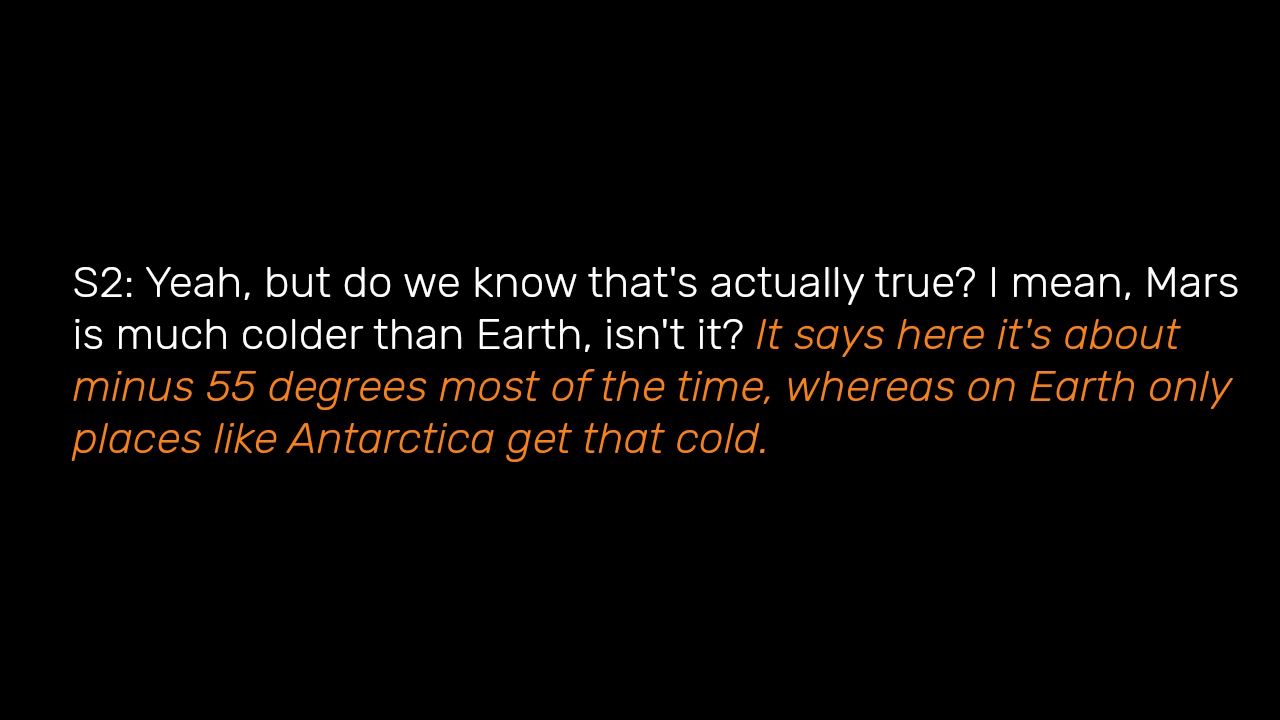 S2: Yeah, but do we know that's actually true? I mean, Mars
is much colder than Earth, isn't it? It says here it's about
minus 55 degrees most of the time, whereas on Earth only
places like Antarctica get that cold.